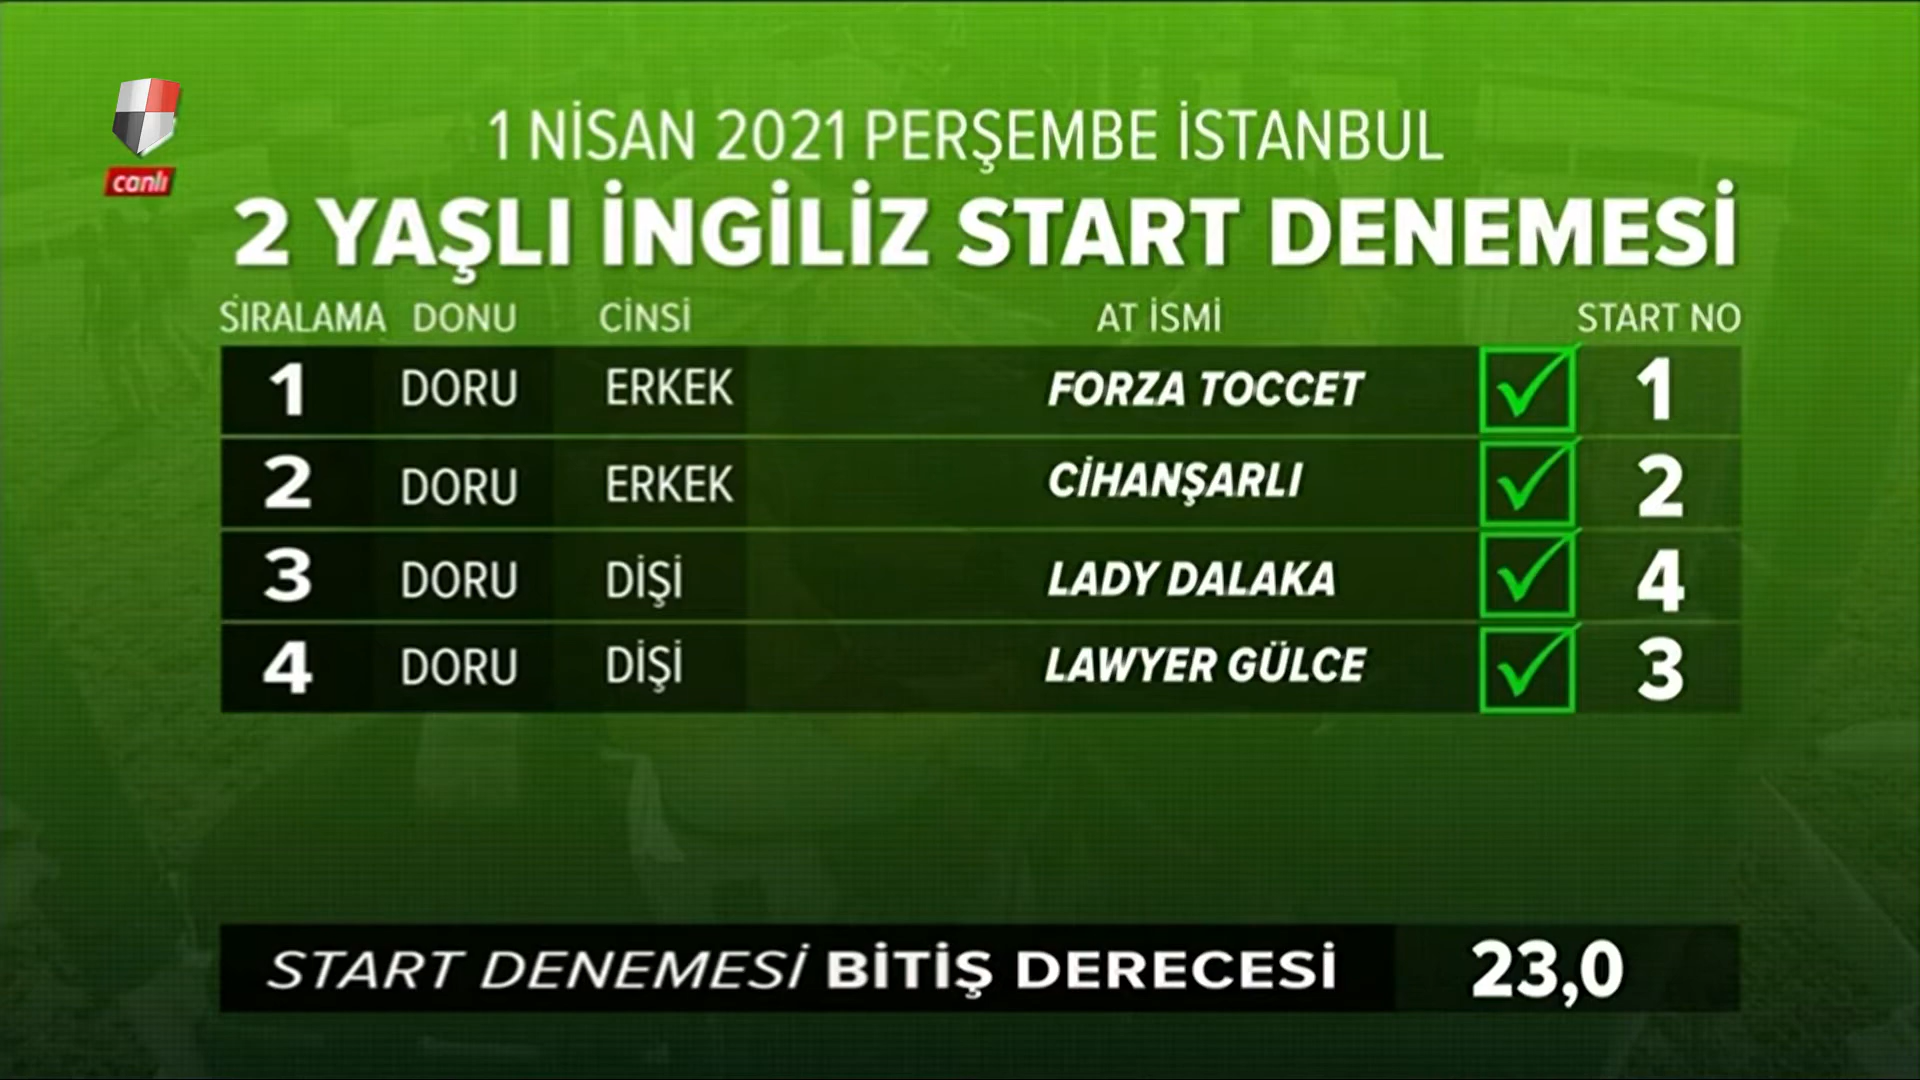 canlı
1 NİSAN 2021 PERŞEMBE İSTANBUL
2 YAŞLI İNGİLİZ START DENEMESİ
SIRALAMA DONU CİNSİ AT İSMİ START NO
1 DORU ERKEK FORZA TOCCET 1
2 DORU ERKEK CİHANŞARLI 2
3 DORU DİŞİ LADY DALAKA 4
4 DORU DİŞİ LAWYER GÜLCE 3
START DENEMESİ BİTİŞ DERECESİ 23,0